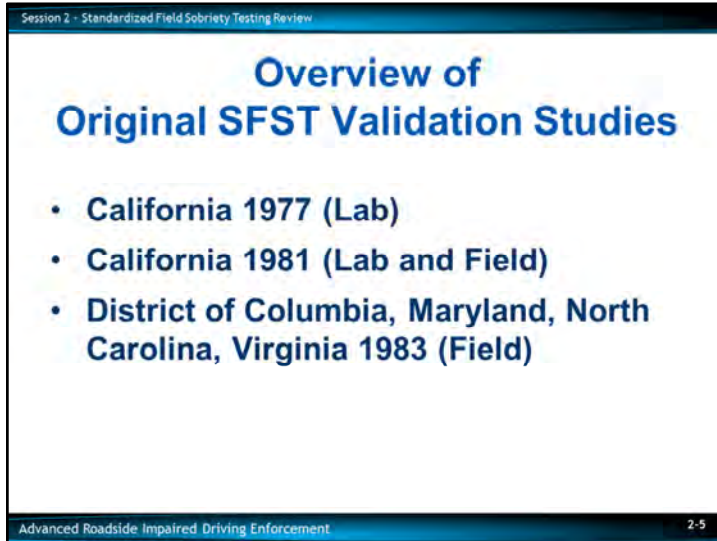 Session 2 - Standardized Field Sobriety Testing Review
Overview of
Original SFST Validation Studies
• California 1977 (Lab)
• California 1981 (Lab and Field)
• District of Columbia, Maryland, North
Carolina, Virginia 1983 (Field)
Advanced Roadside Impaired Driving Enforcement 2-5